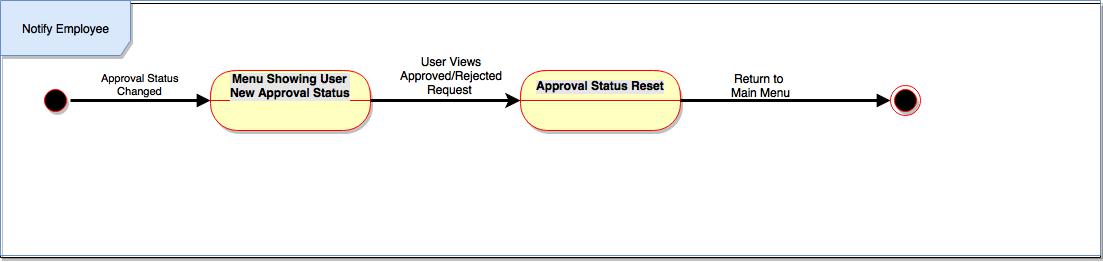 Notify Employee
Approval Status
Changed
Menu Showing User
New Approval Status
User Views
Approved/Rejected
Request
Approval Status Reset
Return to
Main Menu